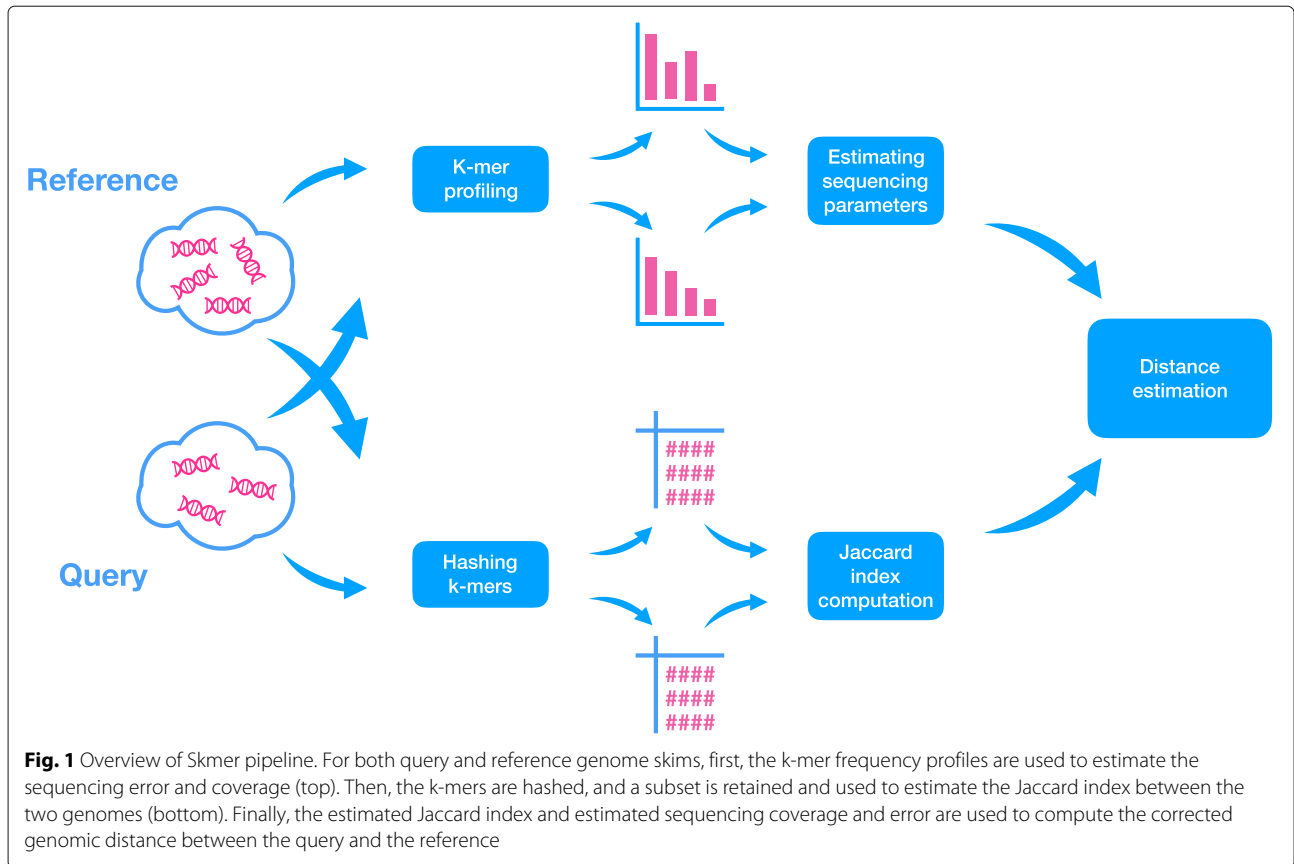 Reference
K-mer
profiling
Estimating
sequencing
parameters
Distance
estimation
####
####
####
Query
Hashing
k-mers
Jaccard
index
computation
####
####
####
Fig. 1 Overview of Skmer pipeline. For both query and reference genome skims, first, the k-mer frequency profiles are used to estimate the
sequencing error and coverage (top). Then, the k-mers are hashed, and a subset is retained and used to estimate the Jaccard index between the
two genomes (bottom). Finally, the estimated Jaccard index and estimated sequencing coverage and error are used to compute the corrected
genomic distance between the query and the reference